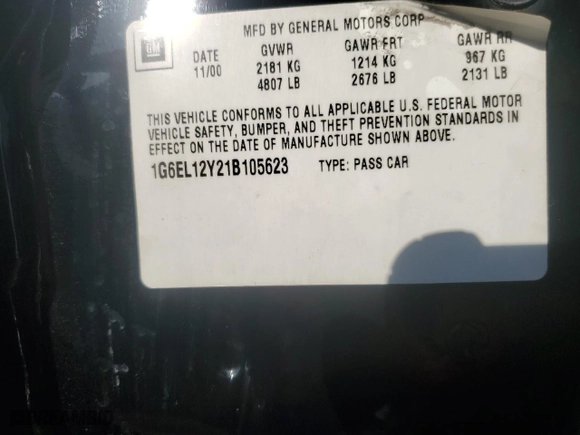 MFD BY GENERAL MOTORS CORP
GM
DATE GVWR GAWR FRT GAWR RR
11/00 2181 KG 1214 KG 967 KG
4807 LB 2676 LB 2131 LB
THIS VEHICLE CONFORMS TO ALL APPLICABLE U.S. FEDERAL MOTOR
VEHICLE SAFETY, BUMPER, AND THEFT PREVENTION STANDARDS IN
EFFECT ON THE DATE OF MANUFACTURE SHOWN ABOVE.
1G6EL12Y21B105623 TYPE: PASS CAR